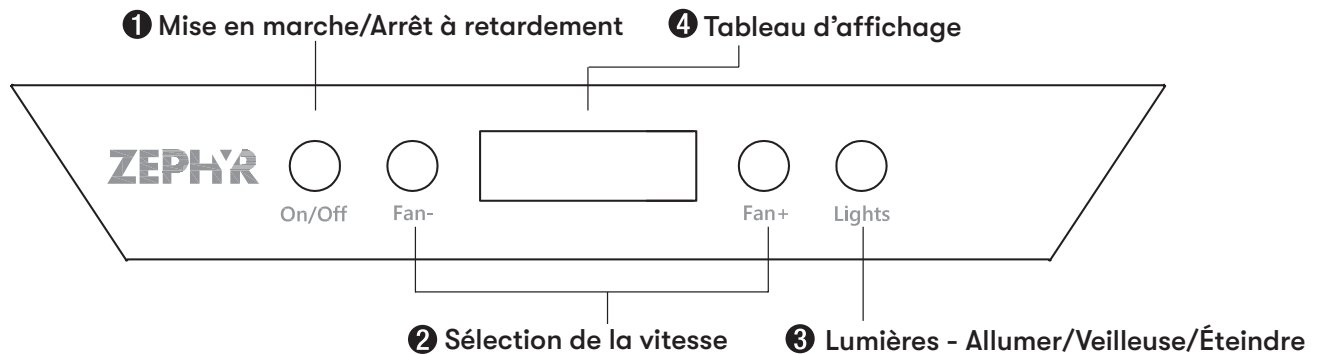 ❶ Mise en marche/Arrêt à retardement
❹ Tableau d'affichage
ZEPHYR
On/Off
Fan-
Fan+
Lights
❷ Sélection de la vitesse
❸ Lumières - Allumer/Veilleuse/Éteindre